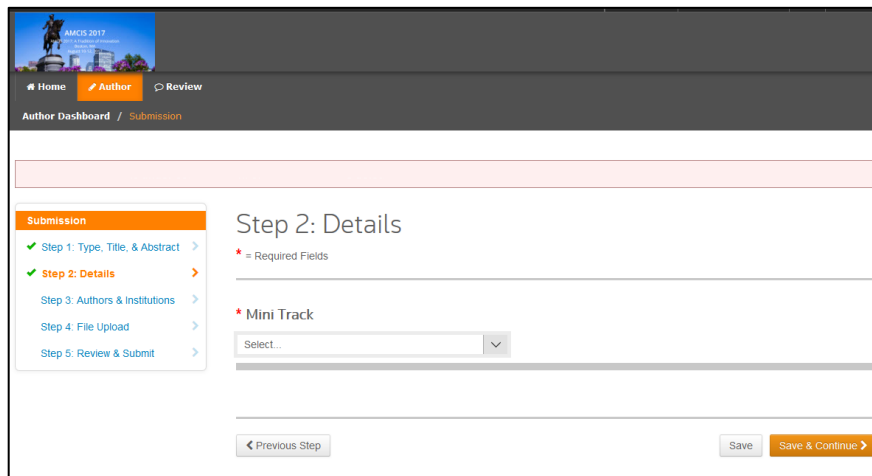 AMCIS 2017
Home
Author
Review
Author Dashboard / Submission
Submission
Step 1: Type, Title, & Abstract
Step 2: Details
Step 3: Authors & Institutions
Step 4: File Upload
Step 5: Review & Submit
Step 2: Details
* = Required Fields
* Mini Track
Select...
Previous Step
Save
Save & Continue